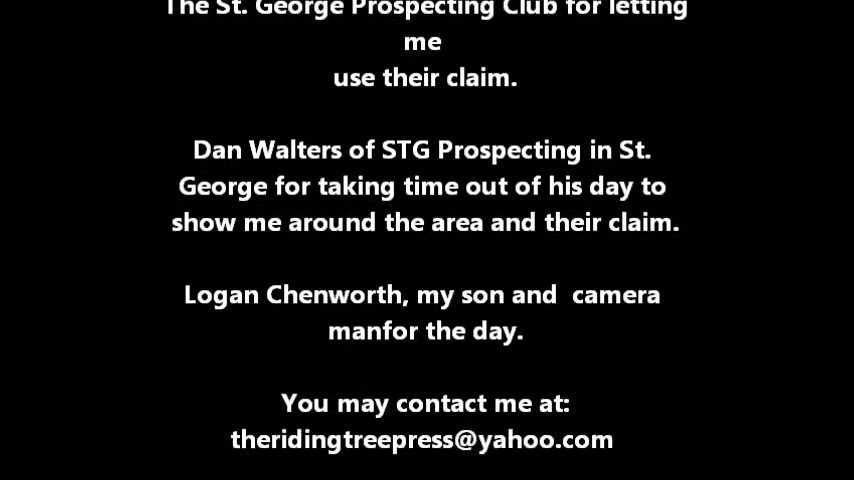 The St. George Prospecting Club for letting
me
use their claim.
Dan Walters of STG Prospecting in St.
George for taking time out of his day to
show me around the area and their claim.
Logan Chenworth, my son and  camera
manfor the day.
You may contact me at:
theridingtreepress@yahoo.com